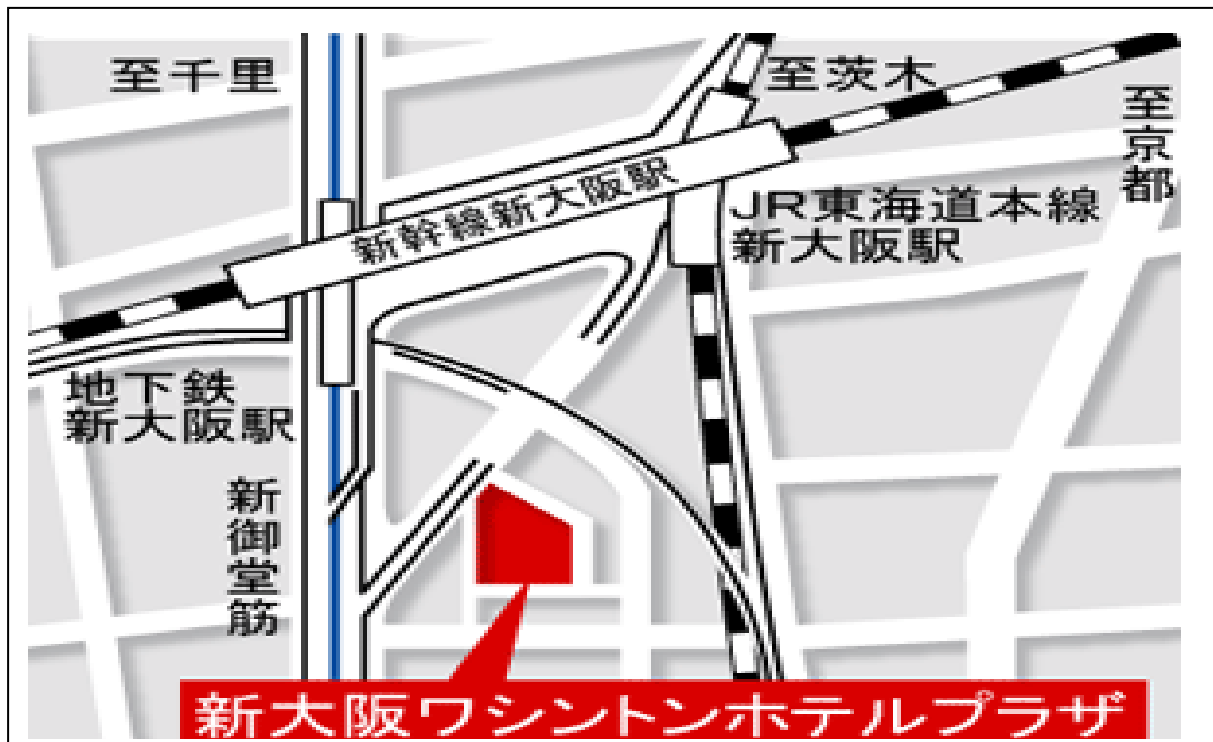 至千里
至茨木
至京都
新幹線新大阪駅
JR東海道本線
新大阪駅
地下鉄
新大阪駅
新御堂筋
新大阪ワシントンホテルプラザ